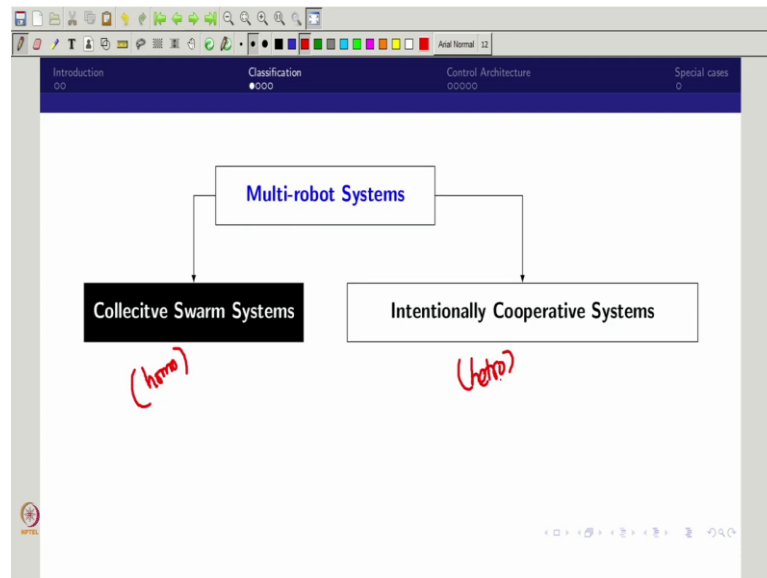 Arial Normal 12
Introduction Classification Control Architecture Special cases
Multi-robot Systems
Collecitve Swarm Systems Intentionally Cooperative Systems
(homo) (hetro)
NPTEL